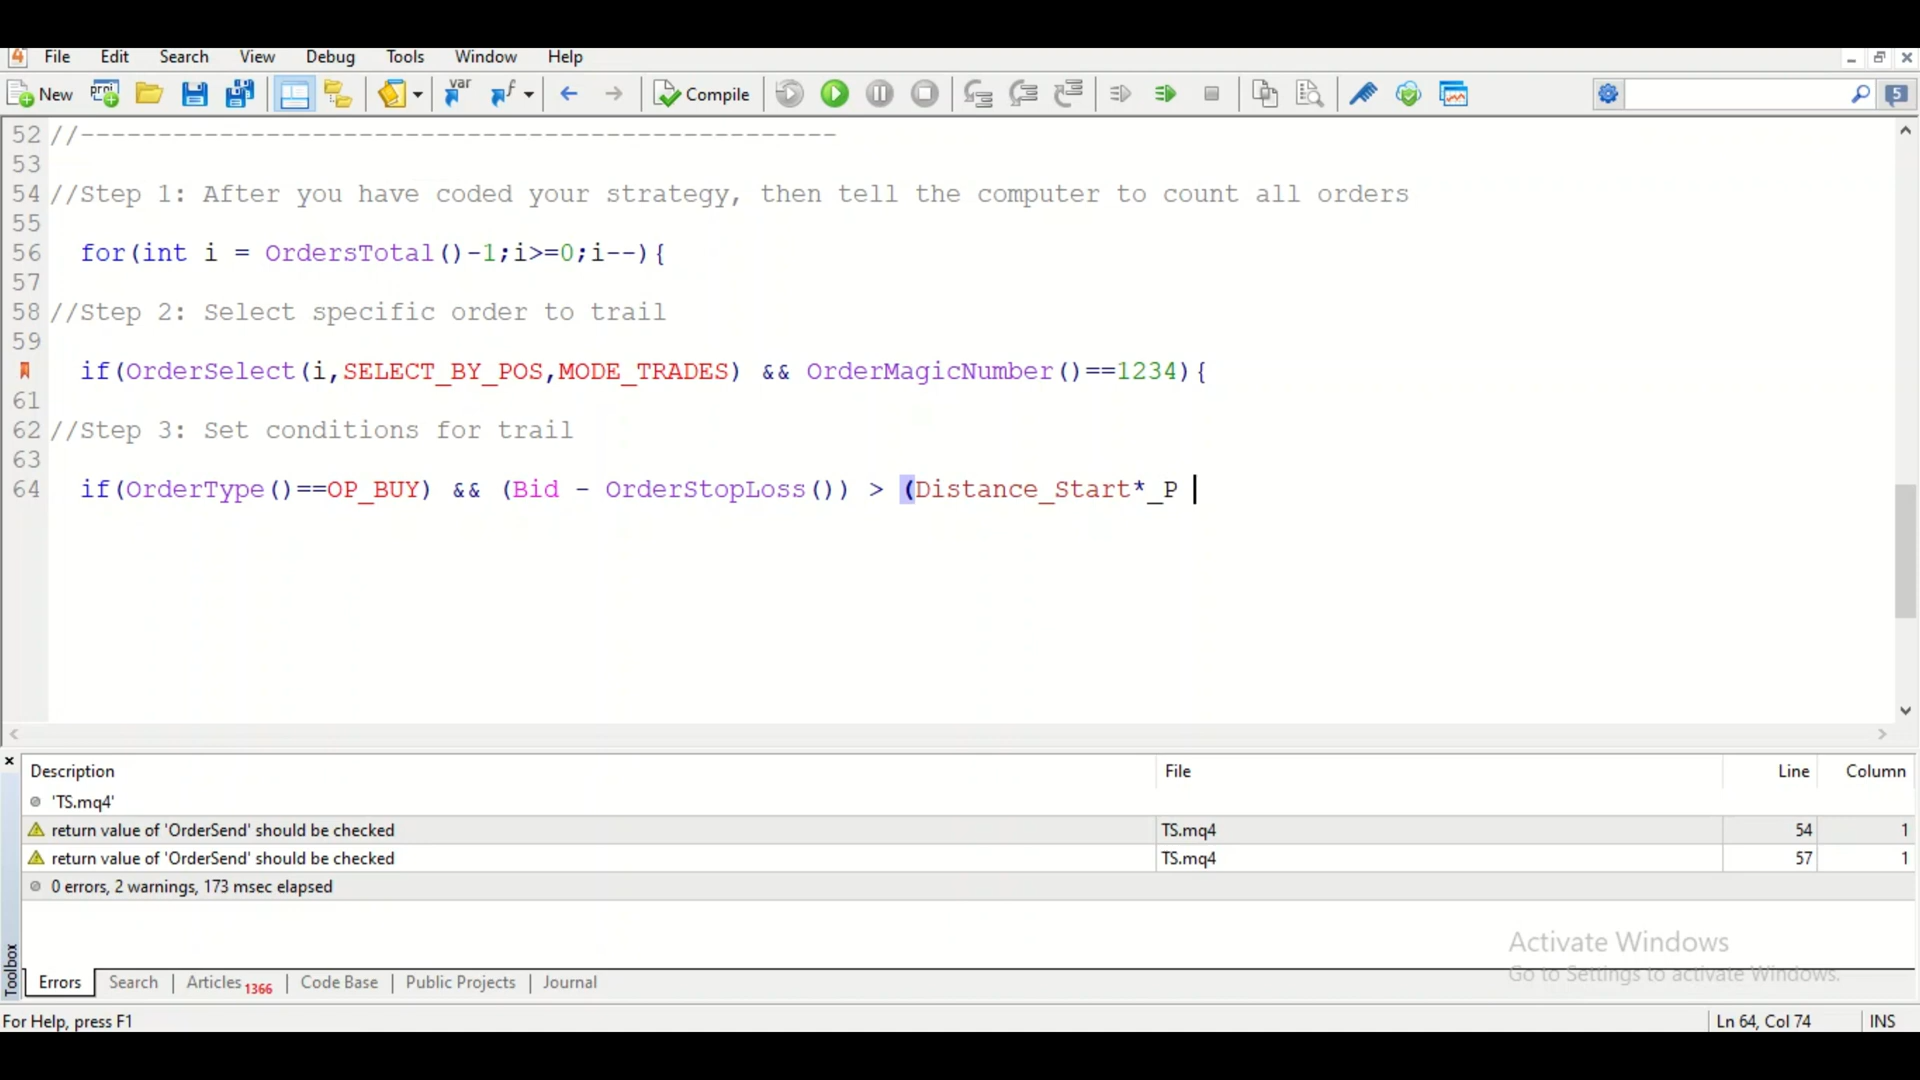 File Edit Search View Debug Tools Window Help
New Compile 5
52 //-------------------------------------------------
53
54 //Step 1: After you have coded your strategy, then tell the computer to count all orders
55
56 for(int i = OrdersTotal()-1;i>=0;i--){
57
58 //Step 2: Select specific order to trail
59
if(OrderSelect(i,SELECT_BY_POS,MODE_TRADES) && OrderMagicNumber()==1234){
61
62 //Step 3: Set conditions for trail
63
64 if(OrderType()==OP_BUY) && (Bid - OrderStopLoss()) > (Distance_Start*_P
Description File Line Column
'TS.mq4'
return value of 'OrderSend' should be checked TS.mq4 54 1
return value of 'OrderSend' should be checked TS.mq4 57 1
0 errors, 2 warnings, 173 msec elapsed
Activate Windows
Go to Settings to activate Windows.
Toolbox
Errors Search Articles 1366 Code Base Public Projects Journal
For Help, press F1 Ln 64, Col 74 INS